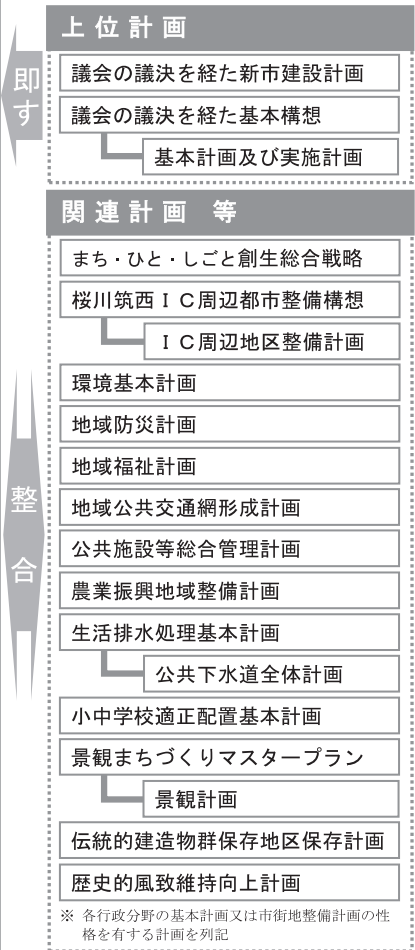 上位計画
即す
議会の議決を経た新市建設計画
議会の議決を経た基本構想
基本計画及び実施計画
関連計画 等
整合
まち・ひと・しごと創生総合戦略
桜川筑西ＩＣ周辺都市整備構想
ＩＣ周辺地区整備計画
環境基本計画
地域防災計画
地域福祉計画
地域公共交通網形成計画
公共施設等総合管理計画
農業振興地域整備計画
生活排水処理基本計画
公共下水道全体計画
小中学校適正配置基本計画
景観まちづくりマスタープラン
景観計画
伝統的建造物群保存地区保存計画
歴史的風致維持向上計画
※ 各行政分野の基本計画又は市街地整備計画の性
格を有する計画を列記